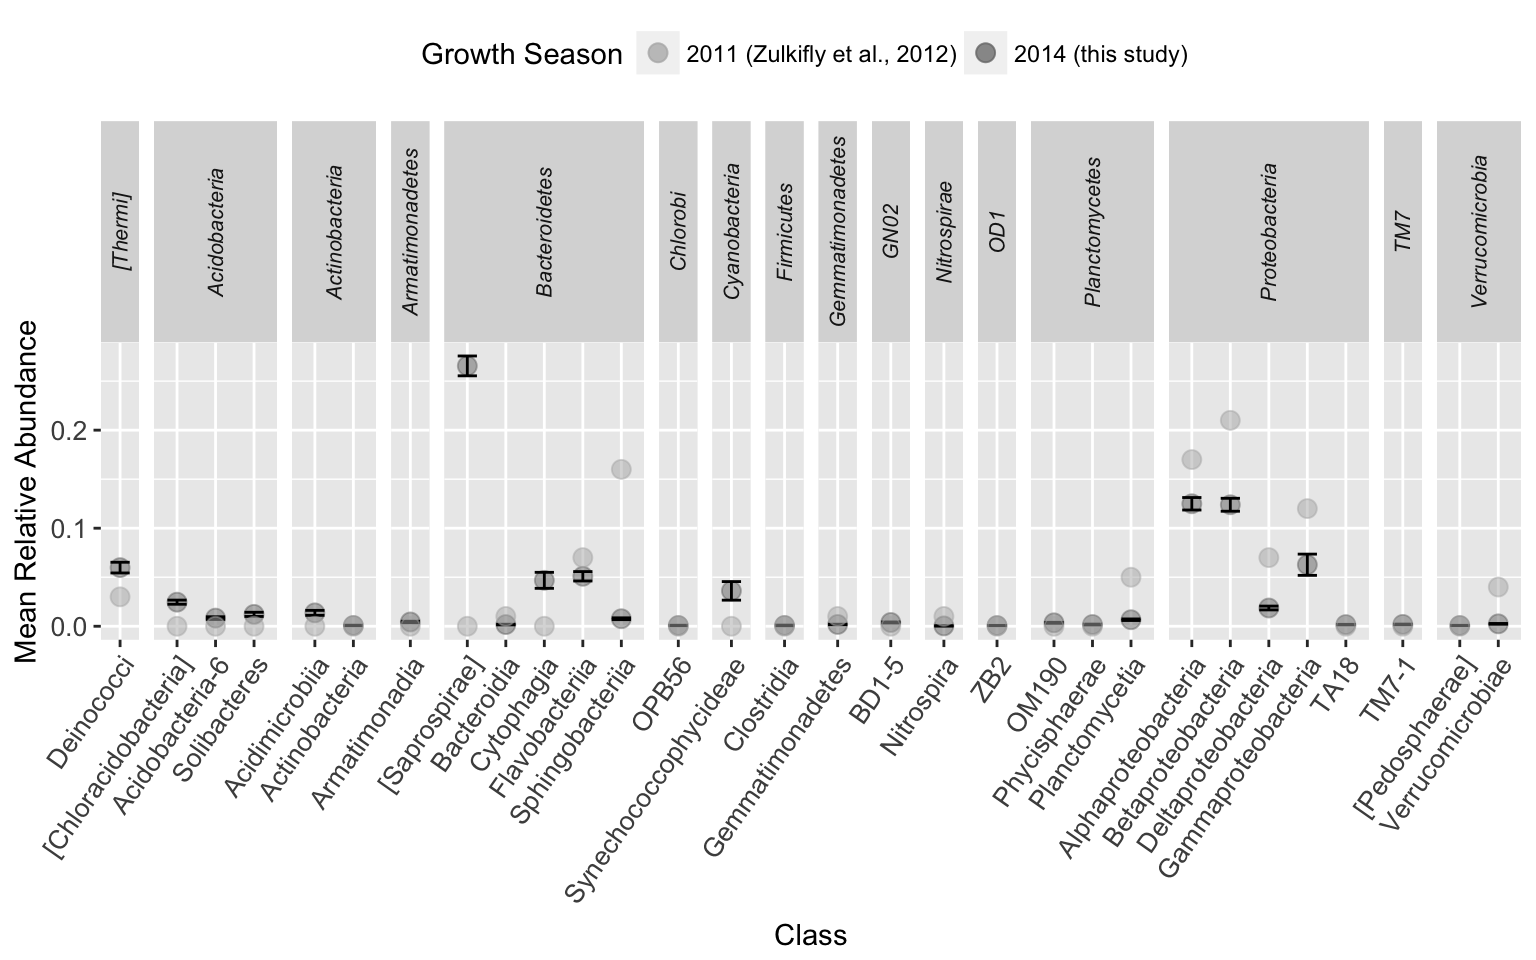 Growth Season 2011 (Zulkifly et al., 2012) 2014 (this study)
[Thermi]
Acidobacteria
Actinobacteria
Armatimonadetes
Bacteroidetes
Chlorobi
Cyanobacteria
Firmicutes
Gemmatimonadetes
GN02
Nitrospirae
OD1
Planctomycetes
Proteobacteria
TM7
Verrucomicrobia
Mean Relative Abundance
0.2
0.1
0.0
Deinococci
[Chloracidobacteria]
Acidobacteria-6
Solibacteres
Acidimicrobiia
Actinobacteria
Armatimonadia
[Saprospirae]
Bacteroidia
Cytophagia
Flavobacteriia
Sphingobacteriia
OPB56
Synechococcophycideae
Clostridia
Gemmatimonadetes
BD1-5
Nitrospira
ZB2
OM190
Phycisphaerae
Planctomycetia
Alphaproteobacteria
Betaproteobacteria
Deltaproteobacteria
Gammaproteobacteria
TA18
TM7-1
[Pedosphaerae]
Verrucomicrobiae
Class